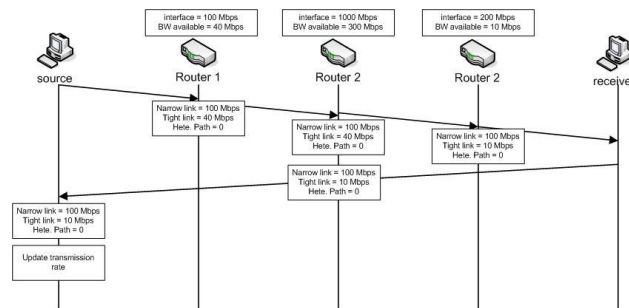 interface = 100 Mbps
BW available = 40 Mbps
interface = 1000 Mbps
BW available = 300 Mbps
interface = 200 Mbps
BW available = 10 Mbps
source
Router 1
Router 2
Router 2
receive
Narrow link = 100 Mbps
Tight link = 40 Mbps
Hete. Path = 0
Narrow link = 100 Mbps
Tight link = 40 Mbps
Hete. Path = 0
Narrow link = 100 Mbps
Tight link = 10 Mbps
Hete. Path = 0
Narrow link = 100 Mbps
Tight link = 10 Mbps
Hete. Path = 0
Narrow link = 100 Mbps
Tight link = 10 Mbps
Hete. Path = 0
Update transmission
rate